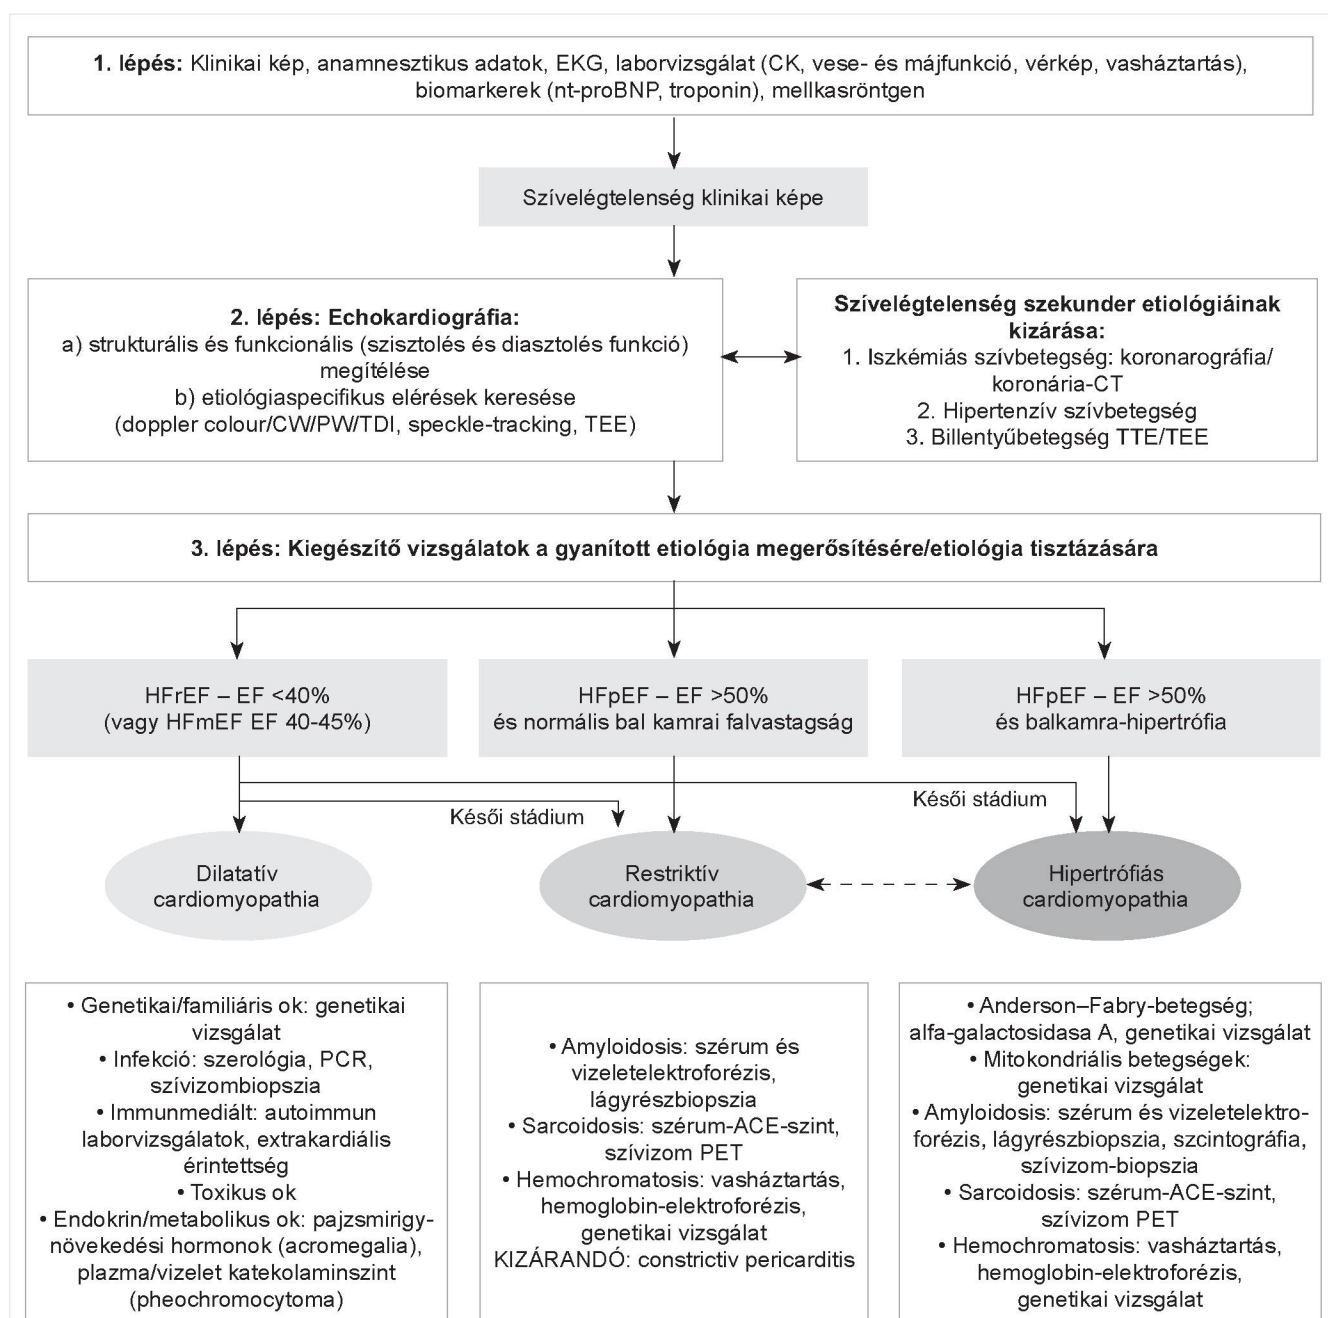 1. lépés: Klinikai kép, anamnesztikus adatok, EKG, laborvizsgálat (CK, vese- és májfunkció, vérkép, vasháztartás),
biomarkerek (nt-proBNP, troponin), mellkasröntgen
Szívelégtelenség klinikai képe
2. lépés: Echokardiográfia:
a) strukturális és funkcionális (szisztolés és diasztolés funkció)
megítélése
b) etiológiaspecifikus elérések keresése
(doppler colour/CW/PW/TDI, speckle-tracking, TEE)
Szívelégtelenség szekunder etiológiáinak
kizárása:
1. Iszkémiás szívbetegség: koronarográfia/
koronária-CT
2. Hipertenzív szívbetegség
3. Billentyűbetegség TTE/TEE
3. lépés: Kiegészítő vizsgálatok a gyanított etiológia megerősítésére/etiológia tisztázására
HFrEF – EF <40%
(vagy HFmEF EF 40-45%)
HFpEF – EF >50%
és normális bal kamrai falvastagság
HFpEF – EF >50%
és balkamra-hipertrófia
Késői stádium
Késői stádium
Dilatatív
cardiomyopathia
Restriktív
cardiomyopathia
Hipertrófiás
cardiomyopathia
• Genetikai/familiáris ok: genetikai
vizsgálat
• Infekció: szerológia, PCR,
szívizombiopszia
• Immunmediált: autoimmun
laborvizsgálatok, extrakardiális
érintettség
• Toxikus ok
• Endokrin/metabolikus ok: pajzsmirigy-
növekedési hormonok (acromegalia),
plazma/vizelet katekolaminszint
(pheochromocytoma)
• Amyloidosis: szérum és
vizeletelektroforézis,
lágyrészbiopszia
• Sarcoidosis: szérum-ACE-szint,
szívizom PET
• Hemochromatosis: vasháztartás,
hemoglobin-elektroforézis,
genetikai vizsgálat
KIZÁRANDÓ: constrictiv pericarditis
• Anderson–Fabry-betegség;
alfa-galactosidasa A, genetikai vizsgálat
• Mitokondriális betegségek:
genetikai vizsgálat
• Amyloidosis: szérum és vizeletelektro-
forézis, lágyrészbiopszia, szcintográfia,
szívizom-biopszia
• Sarcoidosis: szérum-ACE-szint,
szívizom PET
• Hemochromatosis: vasháztartás,
hemoglobin-elektroforézis,
genetikai vizsgálat